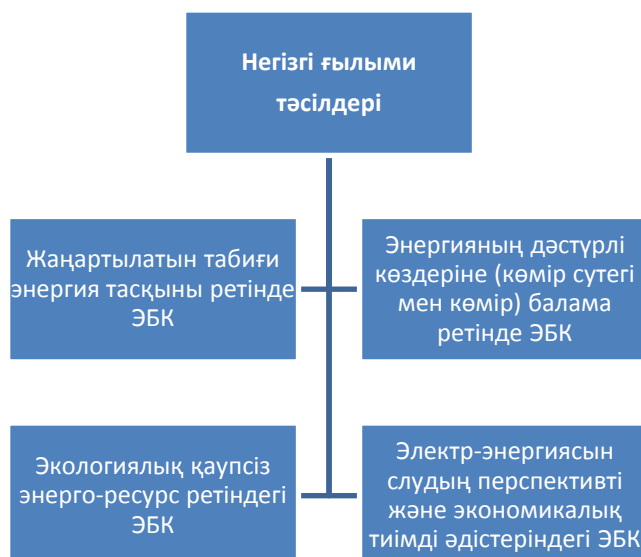 Негізгі ғылыми
тәсілдері
Жаңартылатын табиғи
энергия тасқыны ретінде
ЭБК
Энергияның дәстүрлі
көздеріне (көмір сутегі
мен көмір) балама
ретінде ЭБК
Экологиялық қаупсіз
энерго-ресурс ретіндегі
ЭБК
Электр-энергиясын
слудың перспективті
және экономикалық
тиімді әдістеріндегі ЭБК